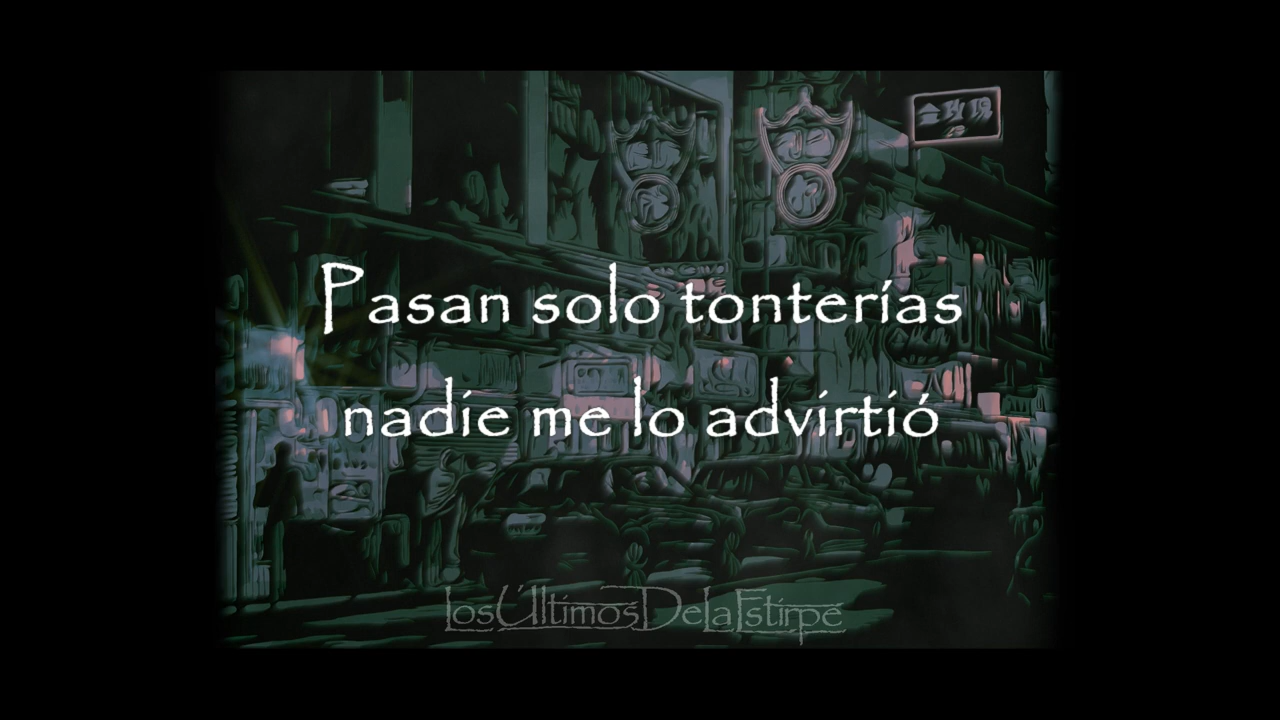 Pasan solo tonterías
nadie me lo advirtió
LosÚltimosDeLaEstirpe